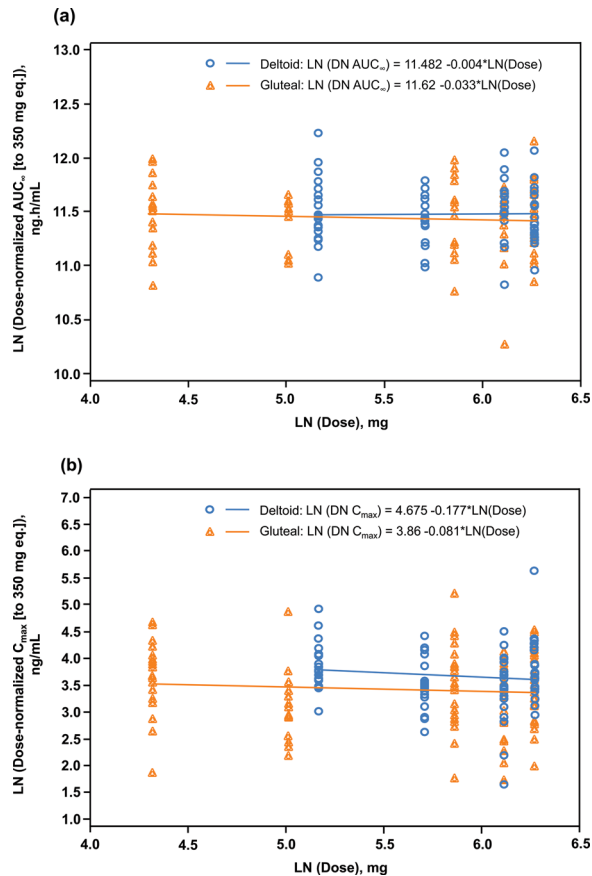 (a)
13.0
12.5
12.0
11.5
11.0
10.5
10.0
4.0 4.5 5.0 5.5 6.0 6.5
LN (Dose), mg
LN (Dose-normalized AUC∞ [to 350 mg eq.]),
ng.h/mL
Deltoid: LN (DN AUC∞) = 11.482 -0.004*LN(Dose)
Gluteal: LN (DN AUC∞) = 11.62 -0.033*LN(Dose)
(b)
7.0
6.5
6.0
5.5
5.0
4.5
4.0
3.5
3.0
2.5
2.0
1.5
1.0
4.0 4.5 5.0 5.5 6.0 6.5
LN (Dose), mg
LN (Dose-normalized Cmax [to 350 mg eq.]),
ng/mL
Deltoid: LN (DN Cmax) = 4.675 -0.177*LN(Dose)
Gluteal: LN (DN Cmax) = 3.86 -0.081*LN(Dose)